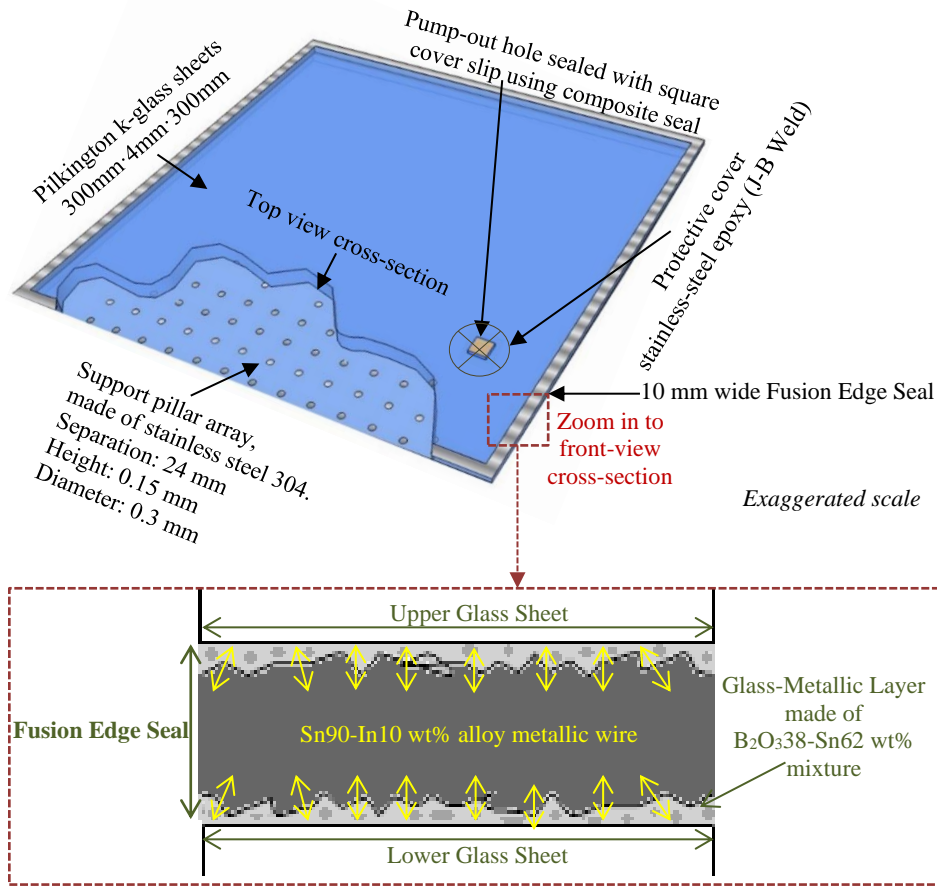 Pump-out hole sealed with square
cover slip using composite seal
Pilkington k-glass sheets
300mm·4mm·300mm
Top view cross-section
Protective cover
stainless-steel epoxy (J-B Weld)
Support pillar array,
made of stainless steel 304.
Separation: 24 mm
Height: 0.15 mm
Diameter: 0.3 mm
10 mm wide Fusion Edge Seal
Zoom in to
front-view
cross-section
Exaggerated scale
Upper Glass Sheet
Fusion Edge Seal
Sn90-In10 wt% alloy metallic wire
Glass-Metallic Layer
made of
B₂O₃38-Sn62 wt%
mixture
Lower Glass Sheet